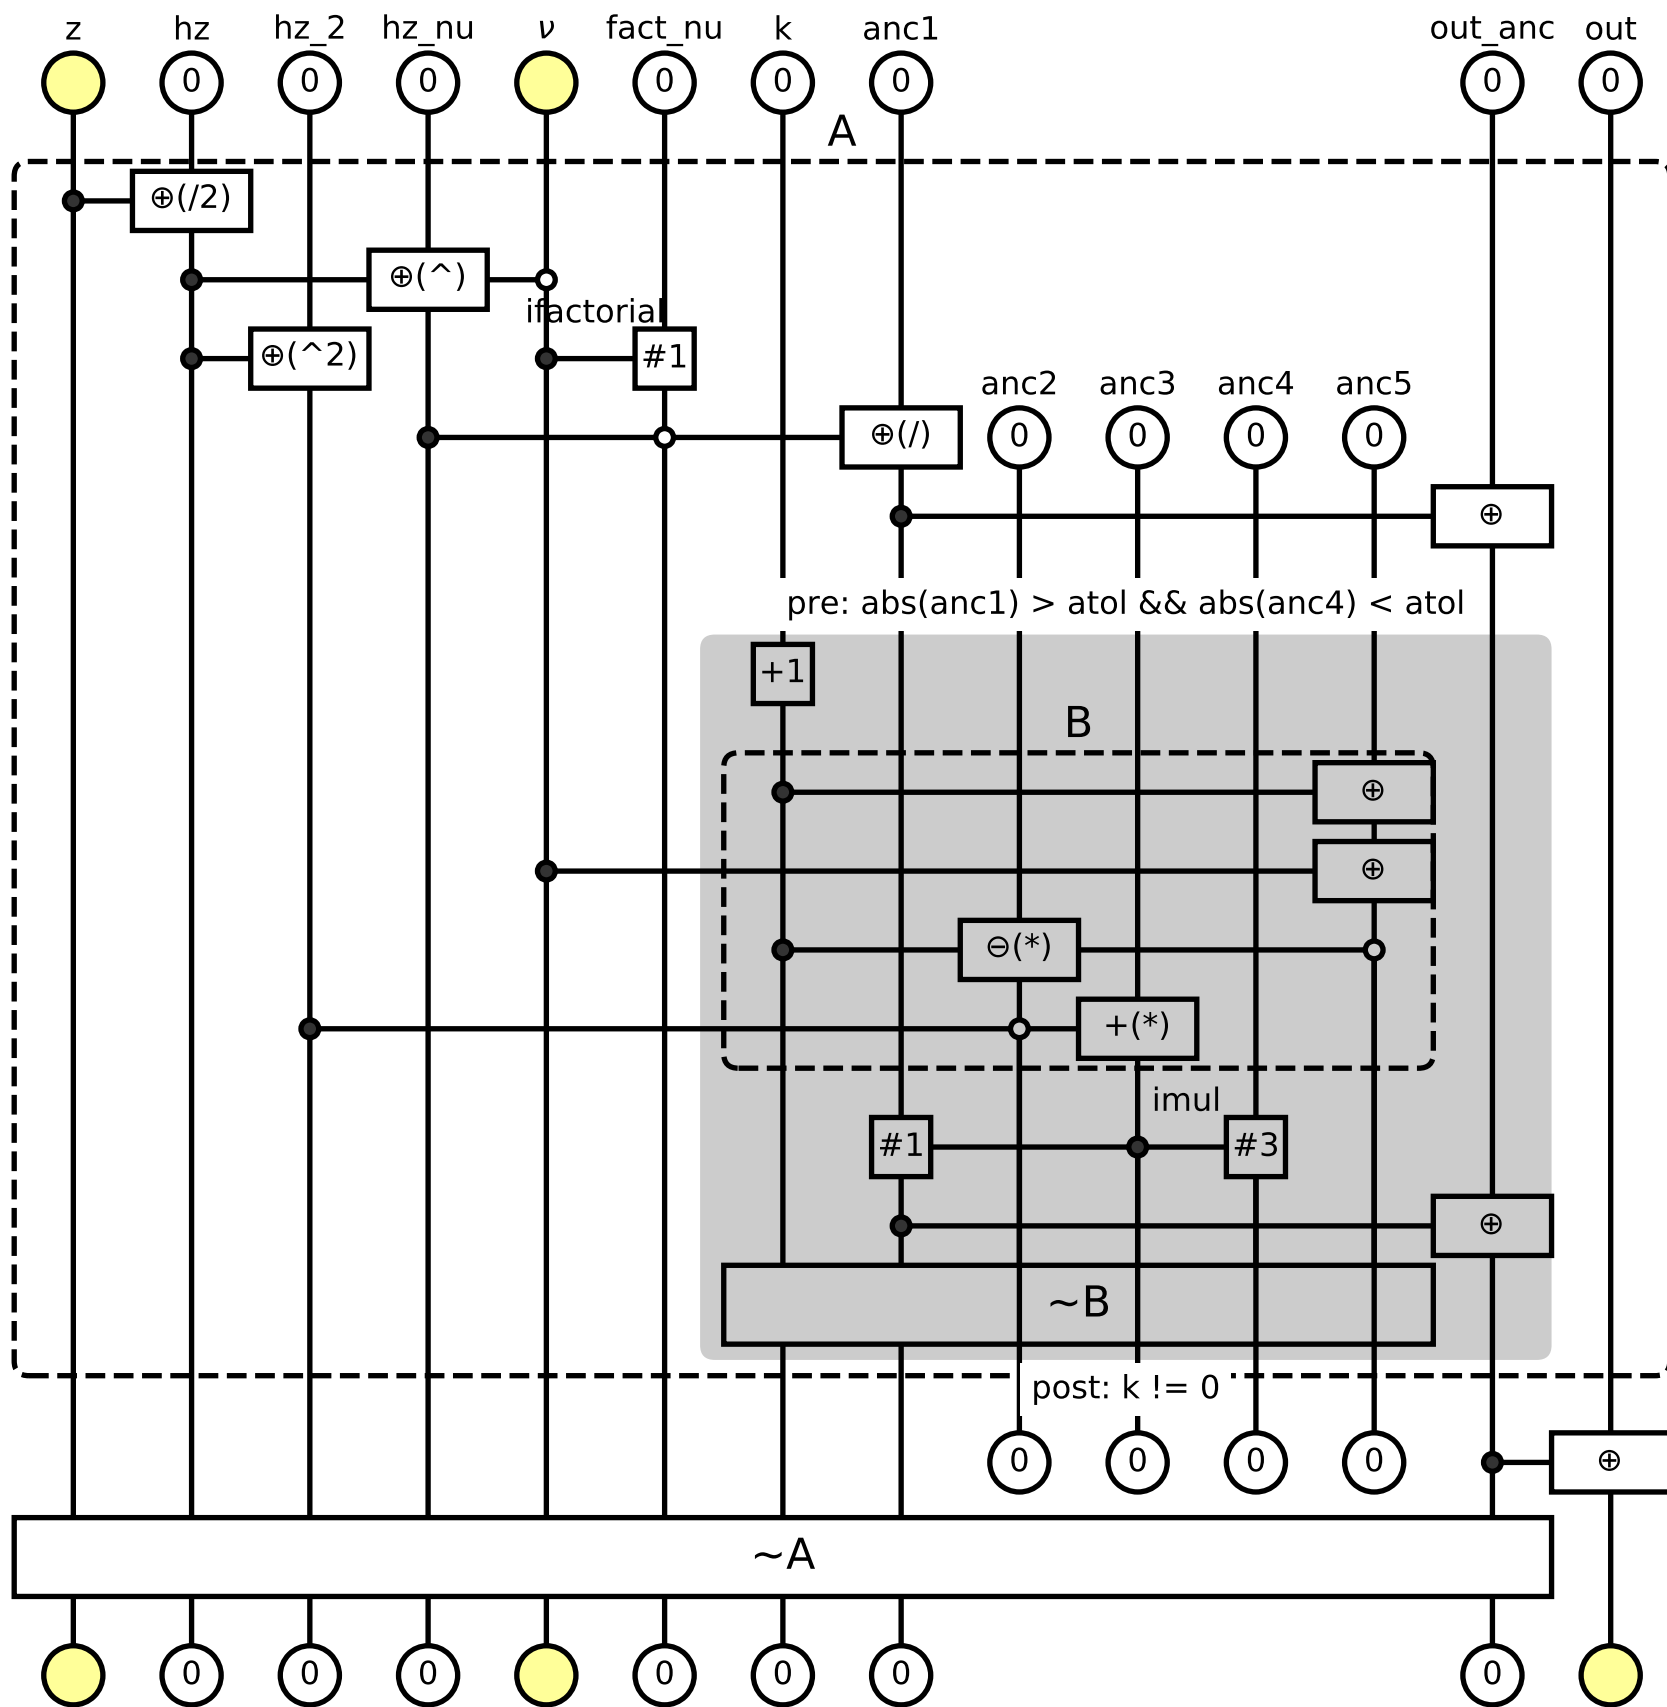 z hz hz_2 hz_nu ν fact_nu k anc1 out_anc out
0 0 0 0 0 0 0 0
A
⊕(/2)
⊕(^)
ifactorial
⊕(^2) #1
anc2 anc3 anc4 anc5
⊕(/) 0 0 0 0
⊕
pre: abs(anc1) > atol && abs(anc4) < atol
+1
B
⊕
⊕
⊖(*)
+(*)
imul
#1 #3
⊕
~B
post: k != 0
0 0 0 0 ⊕
~A
0 0 0 0 0 0 0